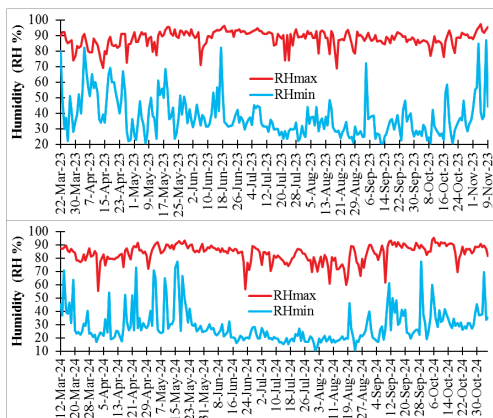 Humidity (RH %)
100
90
80
70
60
50
40
30
20
RHmax
RHmin
22-Mar-23
30-Mar-23
7-Apr-23
15-Apr-23
23-Apr-23
1-May-23
9-May-23
17-May-23
25-May-23
2-Jun-23
10-Jun-23
18-Jun-23
26-Jun-23
4-Jul-23
12-Jul-23
20-Jul-23
28-Jul-23
5-Aug-23
13-Aug-23
21-Aug-23
29-Aug-23
6-Sep-23
14-Sep-23
22-Sep-23
30-Sep-23
8-Oct-23
16-Oct-23
24-Oct-23
1-Nov-23
9-Nov-23
Humidity (RH %)
100
90
80
70
60
50
40
30
20
10
RHmax
RHmin
12-Mar-24
20-Mar-24
28-Mar-24
5-Apr-24
13-Apr-24
21-Apr-24
29-Apr-24
7-May-24
15-May-24
23-May-24
31-May-24
8-Jun-24
16-Jun-24
24-Jun-24
2-Jul-24
10-Jul-24
18-Jul-24
26-Jul-24
3-Aug-24
11-Aug-24
19-Aug-24
27-Aug-24
4-Sep-24
12-Sep-24
20-Sep-24
28-Sep-24
6-Oct-24
14-Oct-24
22-Oct-24
30-Oct-24